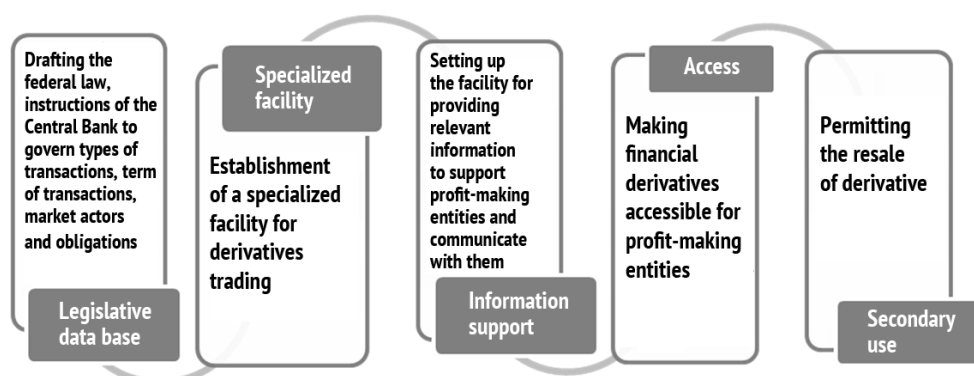 Drafting the
federal law,
instructions of the
Central Bank to
govern types of
transactions, term
of transactions,
market actors
and obligations
Legislative
data base
Specialized
facility
Establishment
of a specialized
facility for
derivatives
trading
Setting up
the facility for
providing
relevant
information
to support
profit-making
entities and
communicate
with them
Information
support
Access
Making
financial
derivatives
accessible for
profit-making
entities
Permitting
the resale
of derivative
Secondary
use